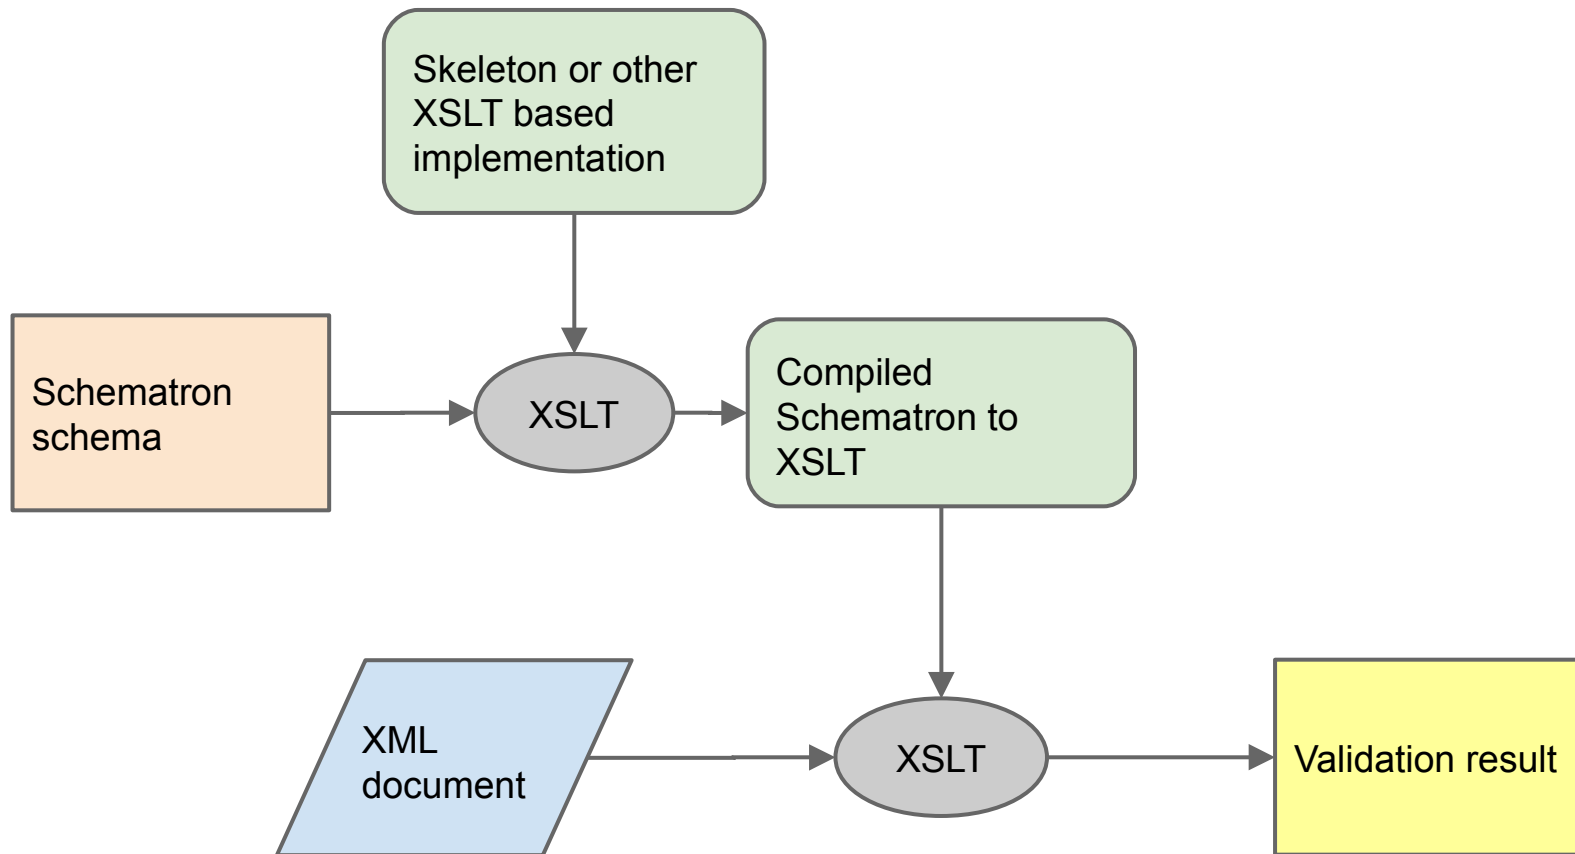 Skeleton or other
XSLT based
implementation
Schematron
schema
XSLT
Compiled
Schematron to
XSLT
XML
document
XSLT
Validation result